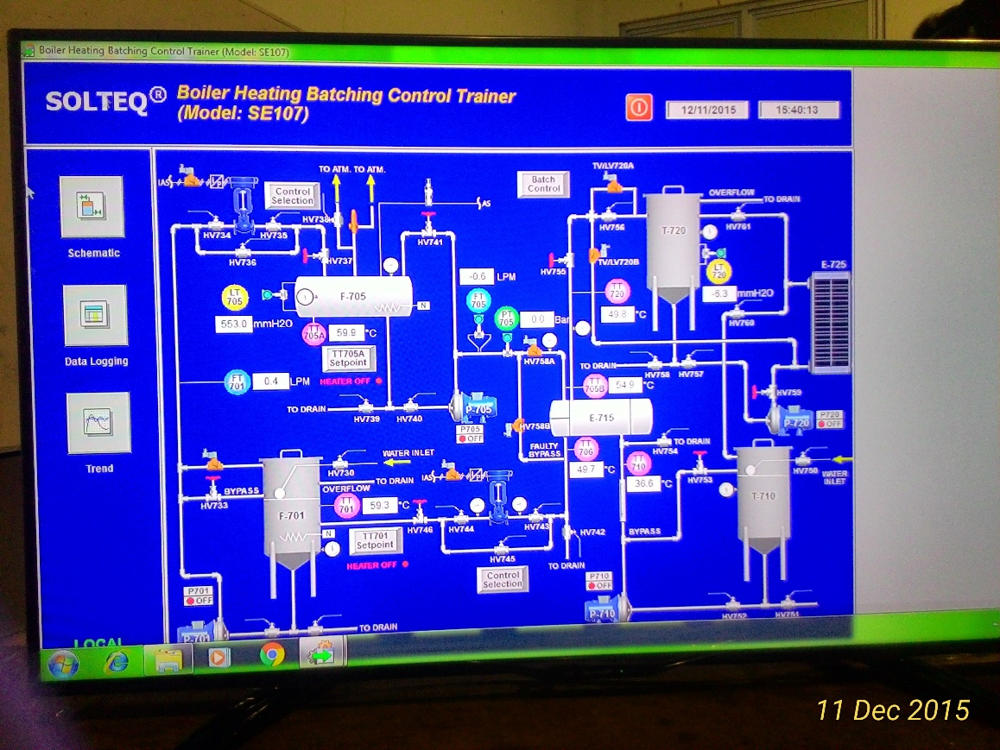 Boiler Heating Batching Control Trainer (Model: SE107)
SOLTEQ®
Boiler Heating Batching Control Trainer
(Model: SE107)
12/11/2015
15:40:13
Schematic
Data Logging
Trend
LOCAL
IAS
TO ATM. TO ATM.
Control
Selection
HV738
HV734
HV735
HV736
HV737
HV741
AS
Batch
Control
TV/LV720A
HV756
HV755
TV/LV720B
T-720
OVERFLOW
TO DRAIN
HV761
E-725
LT
720
-6.3 mmH2O
HV760
TT
720
49.8 °C
LT
705
553.0 mmH2O
F-705
N
TT
705A
59.9 °C
TT705A
Setpoint
HEATER OFF
-0.6 LPM
FT
705
PT
705
0.0 Bar
HV758A
FT
701
0.4 LPM
TO DRAIN
HV739
HV740
P-705
P705
OFF
HV758B
FAULTY
BYPASS
TO DRAIN
HV758
HV757
TT
705B
54.9 °C
E-715
HV759
P-720
P720
OFF
TT
706
49.7 °C
TT
710
36.6 °C
HV754
TO DRAIN
HV753
HV750
WATER
INLET
T-710
BYPASS
HV733
BYPASS
F-701
N
HV730
WATER INLET
TO DRAIN
OVERFLOW
TT
701
59.3 °C
TT701
Setpoint
HEATER OFF
IAS
HV746
HV744
HV743
HV745
HV742
TO DRAIN
Control
Selection
P710
OFF
P-710
HV752
HV751
P701
OFF
P-701
TO DRAIN
11 Dec 2015